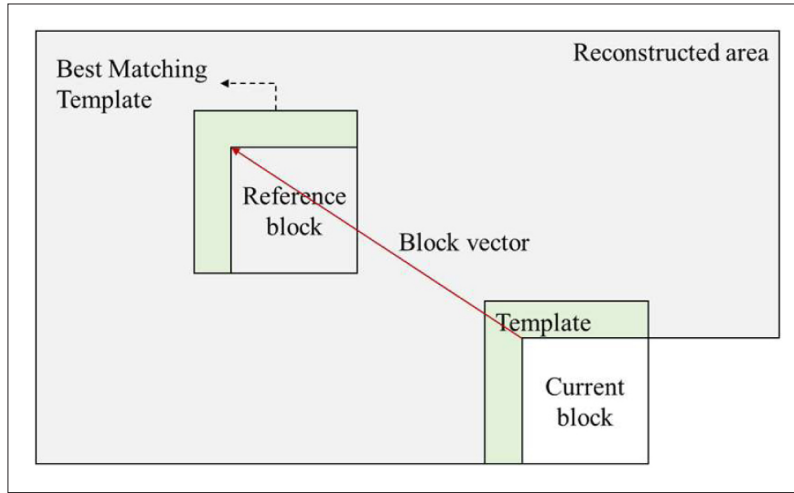 Reconstructed area
Best Matching
Template
Reference
block
Block vector
Template
Current
block